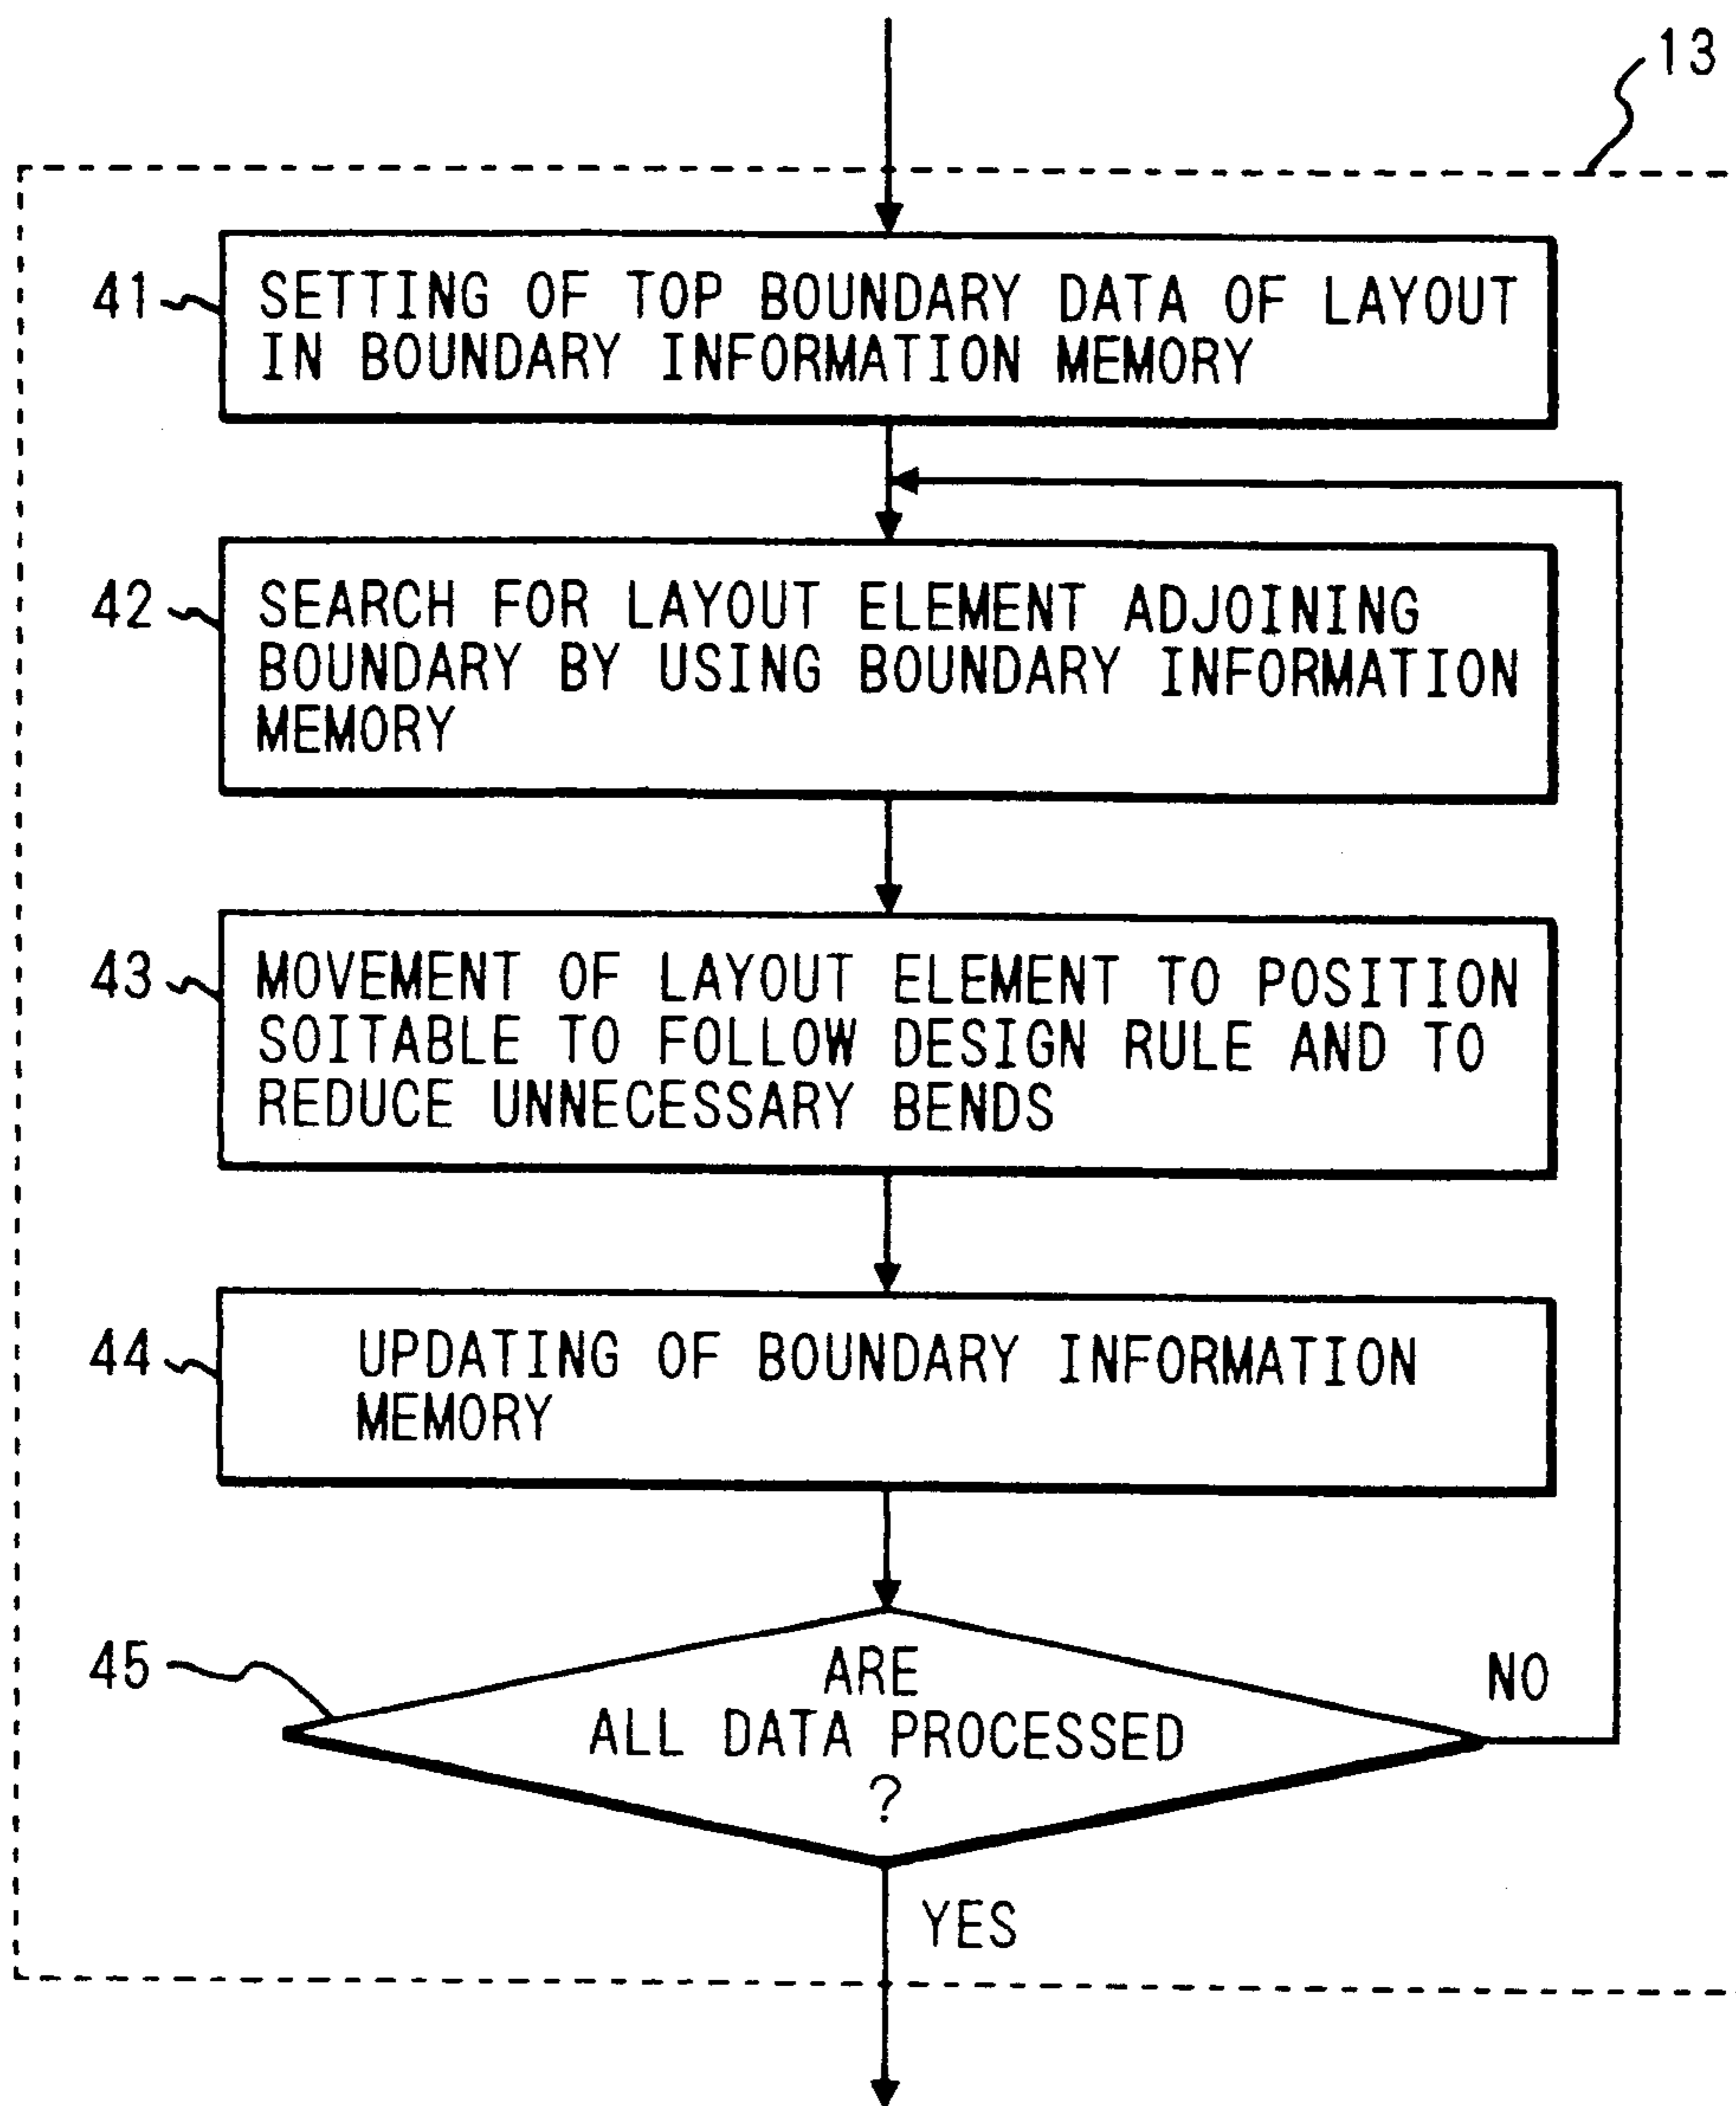 13
41
SETTING OF TOP BOUNDARY DATA OF LAYOUT
IN BOUNDARY INFORMATION MEMORY
42
SEARCH FOR LAYOUT ELEMENT ADJOINING
BOUNDARY BY USING BOUNDARY INFORMATION
MEMORY
43
MOVEMENT OF LAYOUT ELEMENT TO POSITION
SOITABLE TO FOLLOW DESIGN RULE AND TO
REDUCE UNNECESSARY BENDS
44
UPDATING OF BOUNDARY INFORMATION
MEMORY
45
ARE
ALL DATA PROCESSED
?
NO
YES